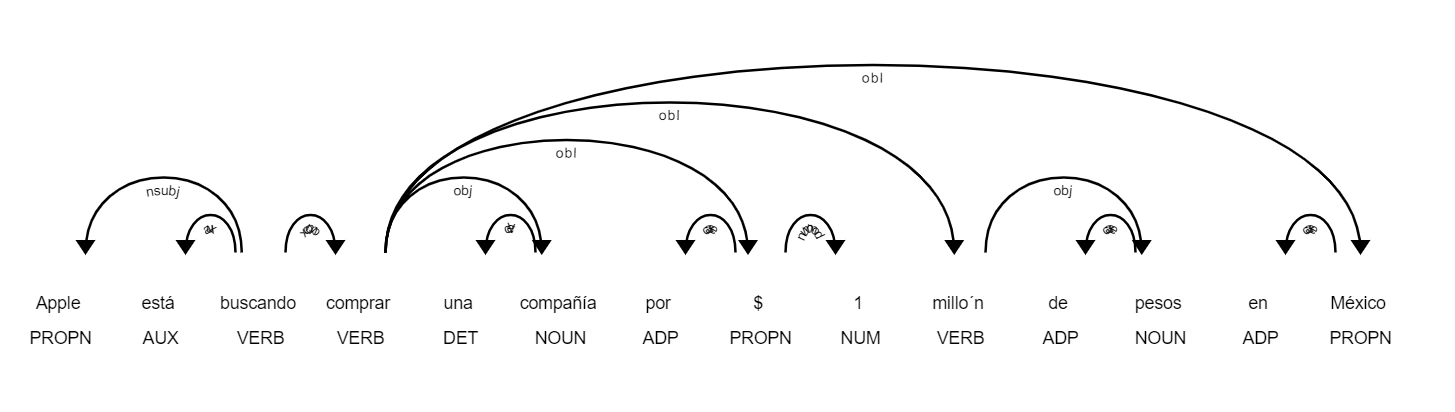 obl
obl
obl
nsubj obj obj
Apple está buscando comprar una compañía por $ 1 millo´n de pesos en México
PROPN AUX VERB VERB DET NOUN ADP PROPN NUM VERB ADP NOUN ADP PROPN